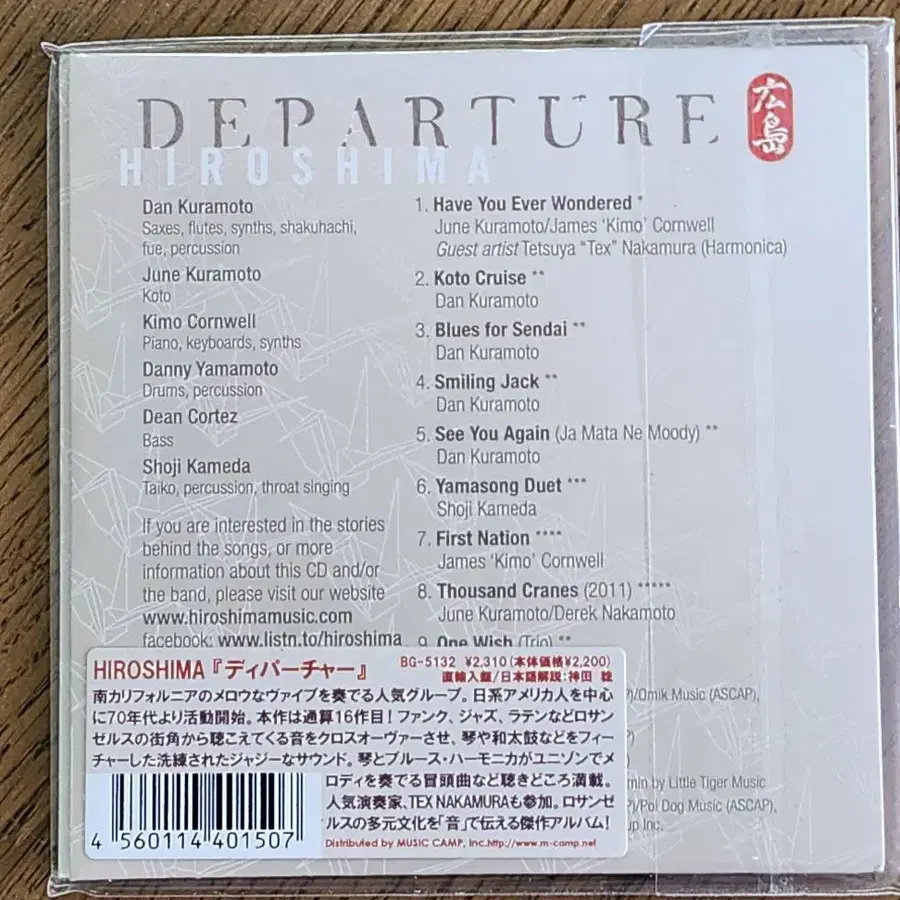 DEPARTURE
広島
HIROSHIMA
Dan Kuramoto
Saxes, flutes, synths, shakuhachi,
fue, percussion
June Kuramoto
Koto
Kimo Cornwell
Piano, keyboards, synths
Danny Yamamoto
Drums, percussion
Dean Cortez
Bass
Shoji Kameda
Taiko, percussion, throat singing
If you are interested in the stories
behind the songs, or more
information about this CD and/or
the band, please visit our website
www.hiroshimamusic.com
facebook: www.listn.to/hiroshima
1. Have You Ever Wondered *
June Kuramoto/James ‘Kimo’ Cornwell
Guest artist Tetsuya “Tex” Nakamura (Harmonica)
2. Koto Cruise **
Dan Kuramoto
3. Blues for Sendai **
Dan Kuramoto
4. Smiling Jack **
Dan Kuramoto
5. See You Again (Ja Mata Ne Moody) **
Dan Kuramoto
6. Yamasong Duet ***
Shoji Kameda
7. First Nation ****
James ‘Kimo’ Cornwell
8. Thousand Cranes (2011) *****
June Kuramoto/Derek Nakamoto
9. One Wish (Trio) **
)/Omik Music (ASCAP),
)
)
min by Little Tiger Music
)/Pol Dog Music (ASCAP),
up Inc.
HIROSHIMA『ディパーチャー』 BG-5132 ¥2,310(本体価格¥2,200)
直輸入盤/日本語解説:神田 稔
南カリフォルニアのメロウなヴァイブを奏でる人気グループ。日系アメリカ人を中心
に70年代より活動開始。本作は通算16作目!ファンク、ジャズ、ラテンなどロサン
ゼルスの街角から聴こえてくる音をクロスオーヴァーさせ、琴や和太鼓などをフィー
チャーした洗練されたジャジーなサウンド。琴とブルース・ハーモニカがユニゾンでメ
ロディを奏でる冒頭曲など聴きどころ満載。
人気演奏家、TEX NAKAMURAも参加。ロサンゼ
ルスの多元文化を「音」で伝える傑作アルバム!
Distributed by MUSIC CAMP, Inc.http://www.m-camp.net
4 560114 401507